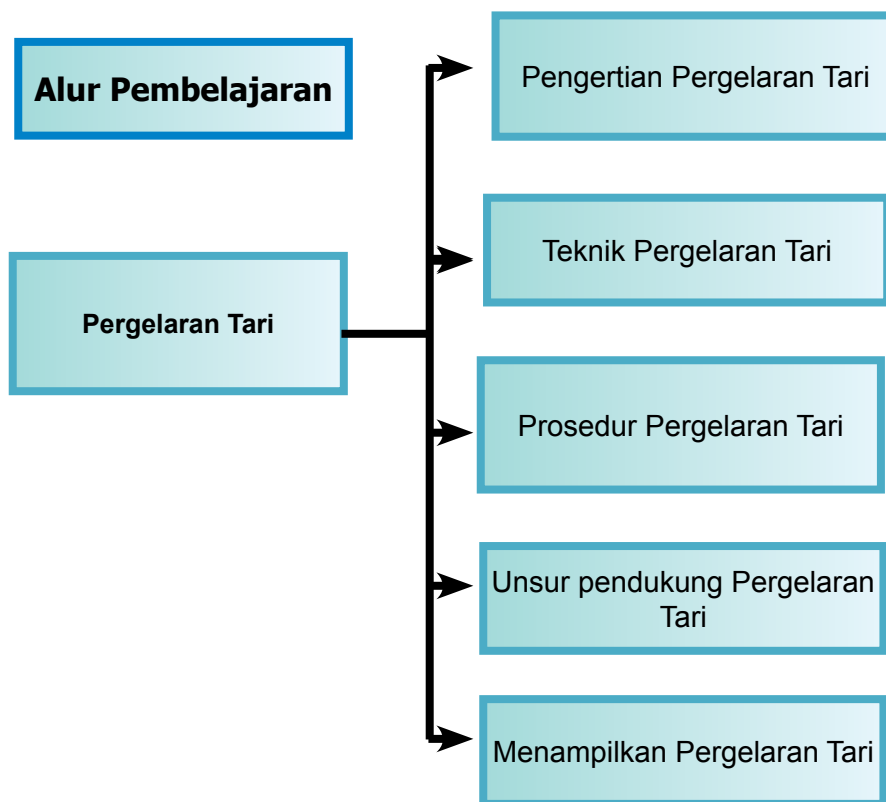 Alur Pembelajaran
Pergelaran Tari
Pengertian Pergelaran Tari
Teknik Pergelaran Tari
Prosedur Pergelaran Tari
Unsur pendukung Pergelaran
Tari
Menampilkan Pergelaran Tari